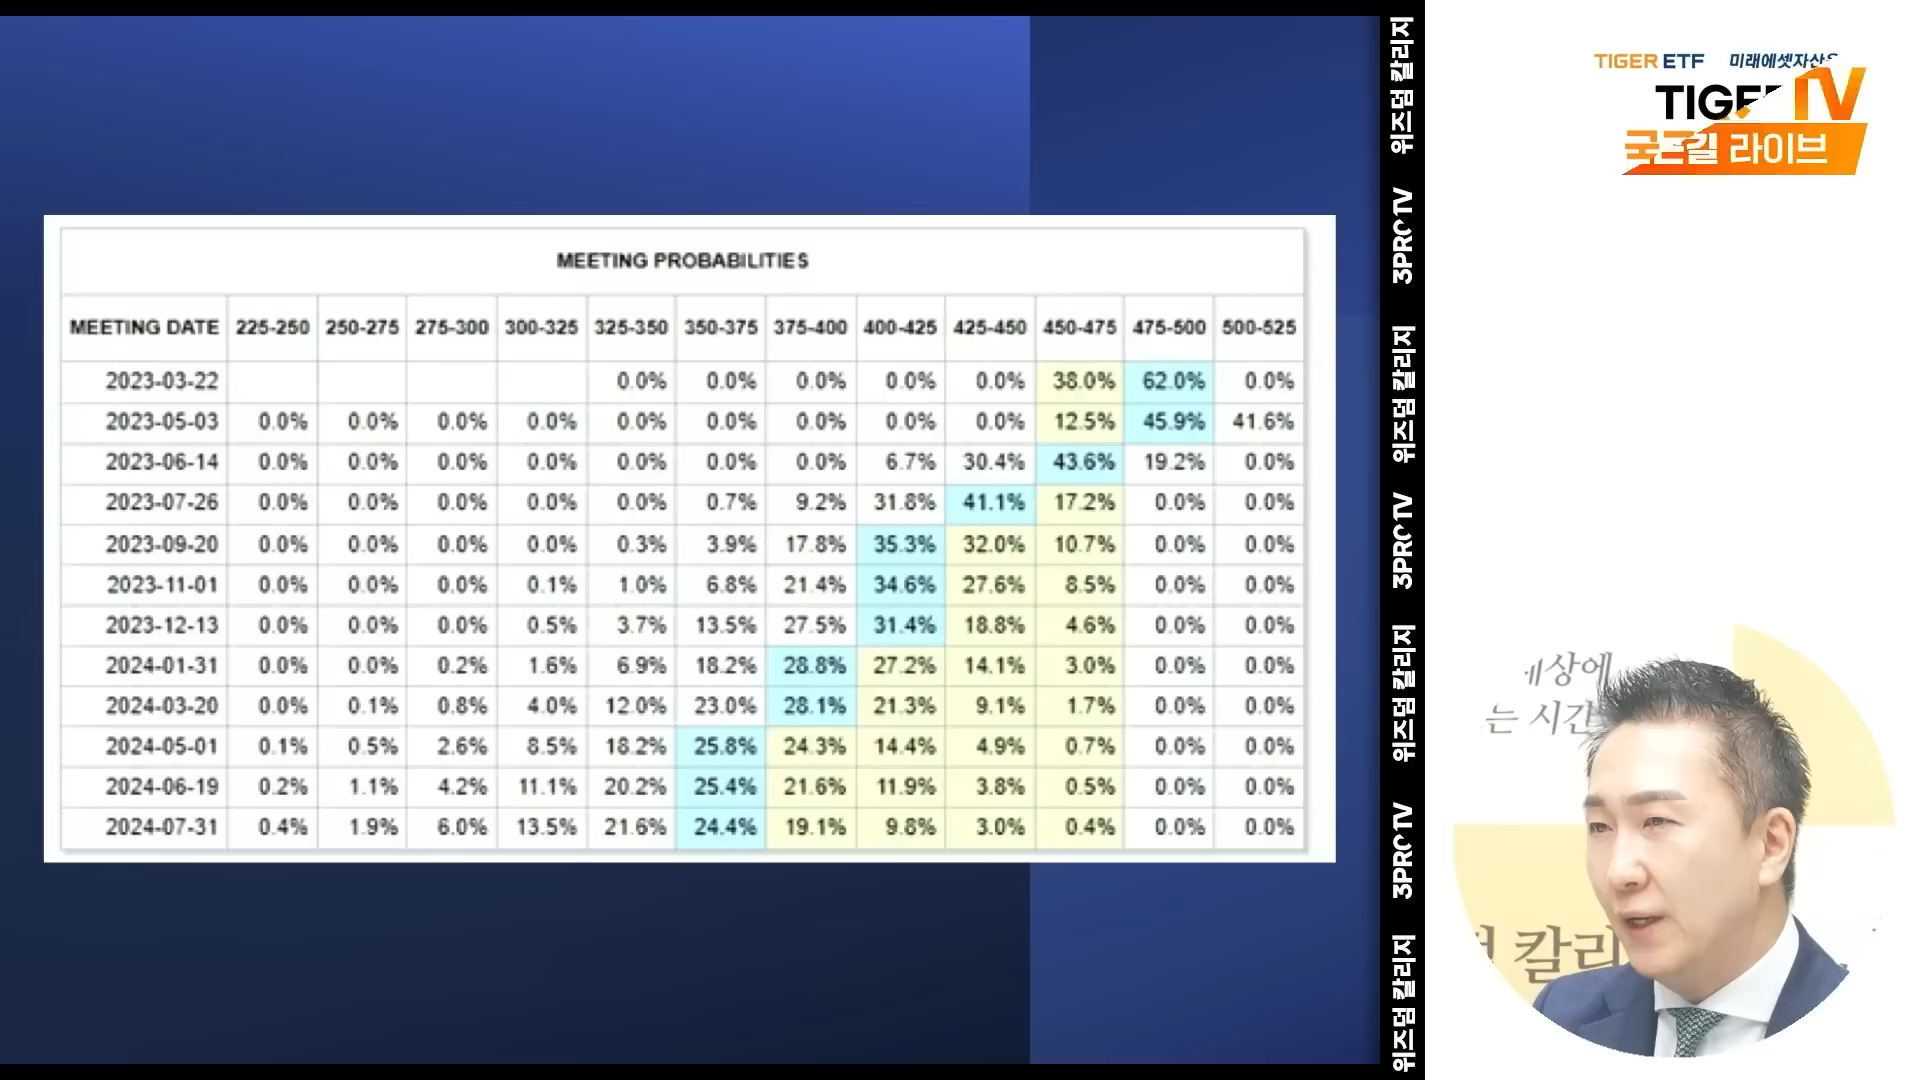 MEETING PROBABILITIES
MEETING DATE 225-250 250-275 275-300 300-325 325-350 350-375 375-400 400-425 425-450 450-475 475-500 500-525
2023-03-22 0.0% 0.0% 0.0% 0.0% 0.0% 38.0% 62.0% 0.0%
2023-05-03 0.0% 0.0% 0.0% 0.0% 0.0% 0.0% 0.0% 0.0% 0.0% 12.5% 45.9% 41.6%
2023-06-14 0.0% 0.0% 0.0% 0.0% 0.0% 0.0% 0.0% 6.7% 30.4% 43.6% 19.2% 0.0%
2023-07-26 0.0% 0.0% 0.0% 0.0% 0.0% 0.7% 9.2% 31.8% 41.1% 17.2% 0.0% 0.0%
2023-09-20 0.0% 0.0% 0.0% 0.0% 0.3% 3.9% 17.8% 35.3% 32.0% 10.7% 0.0% 0.0%
2023-11-01 0.0% 0.0% 0.0% 0.1% 1.0% 6.8% 21.4% 34.6% 27.6% 8.5% 0.0% 0.0%
2023-12-13 0.0% 0.0% 0.0% 0.5% 3.7% 13.5% 27.5% 31.4% 18.8% 4.6% 0.0% 0.0%
2024-01-31 0.0% 0.0% 0.2% 1.6% 6.9% 18.2% 28.8% 27.2% 14.1% 3.0% 0.0% 0.0%
2024-03-20 0.0% 0.1% 0.8% 4.0% 12.0% 23.0% 28.1% 21.3% 9.1% 1.7% 0.0% 0.0%
2024-05-01 0.1% 0.5% 2.6% 8.5% 18.2% 25.8% 24.3% 14.4% 4.9% 0.7% 0.0% 0.0%
2024-06-19 0.2% 1.1% 4.2% 11.1% 20.2% 25.4% 21.6% 11.9% 3.8% 0.5% 0.0% 0.0%
2024-07-31 0.4% 1.9% 6.0% 13.5% 21.6% 24.4% 19.1% 9.8% 3.0% 0.4% 0.0% 0.0%
위즈덤 칼리지
3PROTV
위즈덤 칼리지
3PROTV
위즈덤 칼리지
3PROTV
위즈덤 칼리지
TIGER ETF 미래에셋자산
TV
라이브
상에
는 시간
칼리